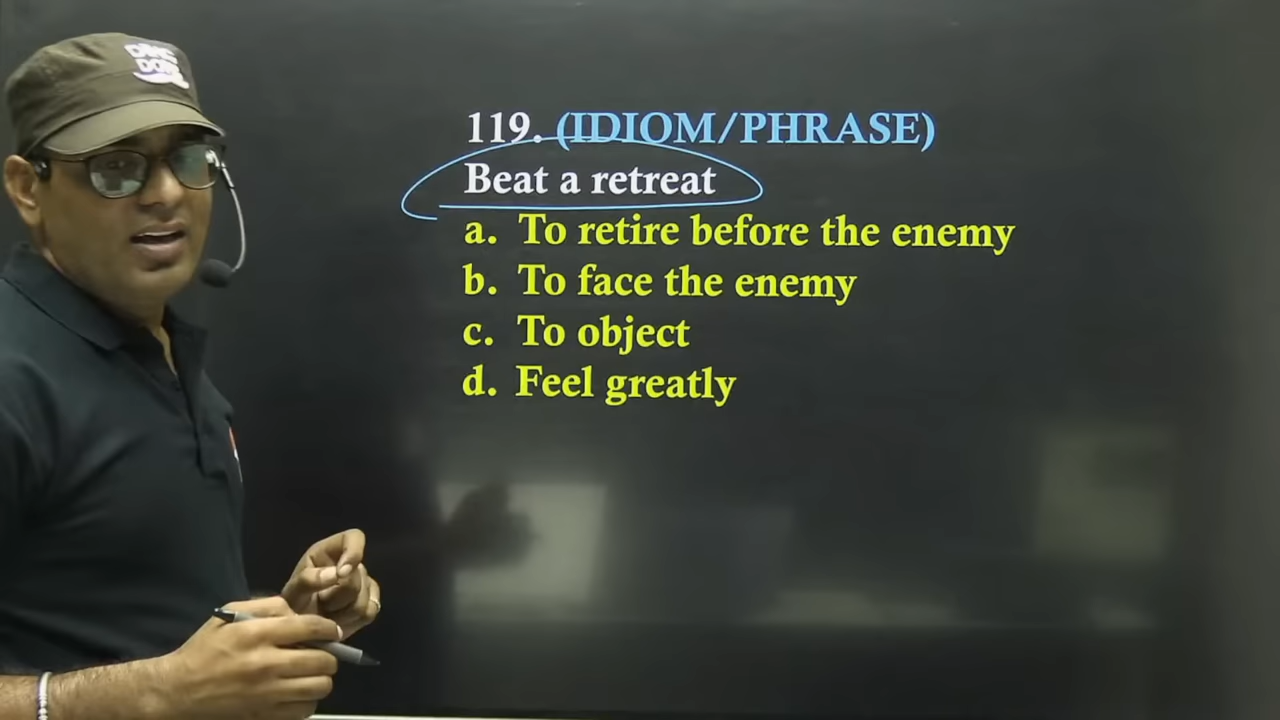 119. (IDIOM/PHRASE)
Beat a retreat
a. To retire before the enemy
b. To face the enemy
c. To object
d. Feel greatly